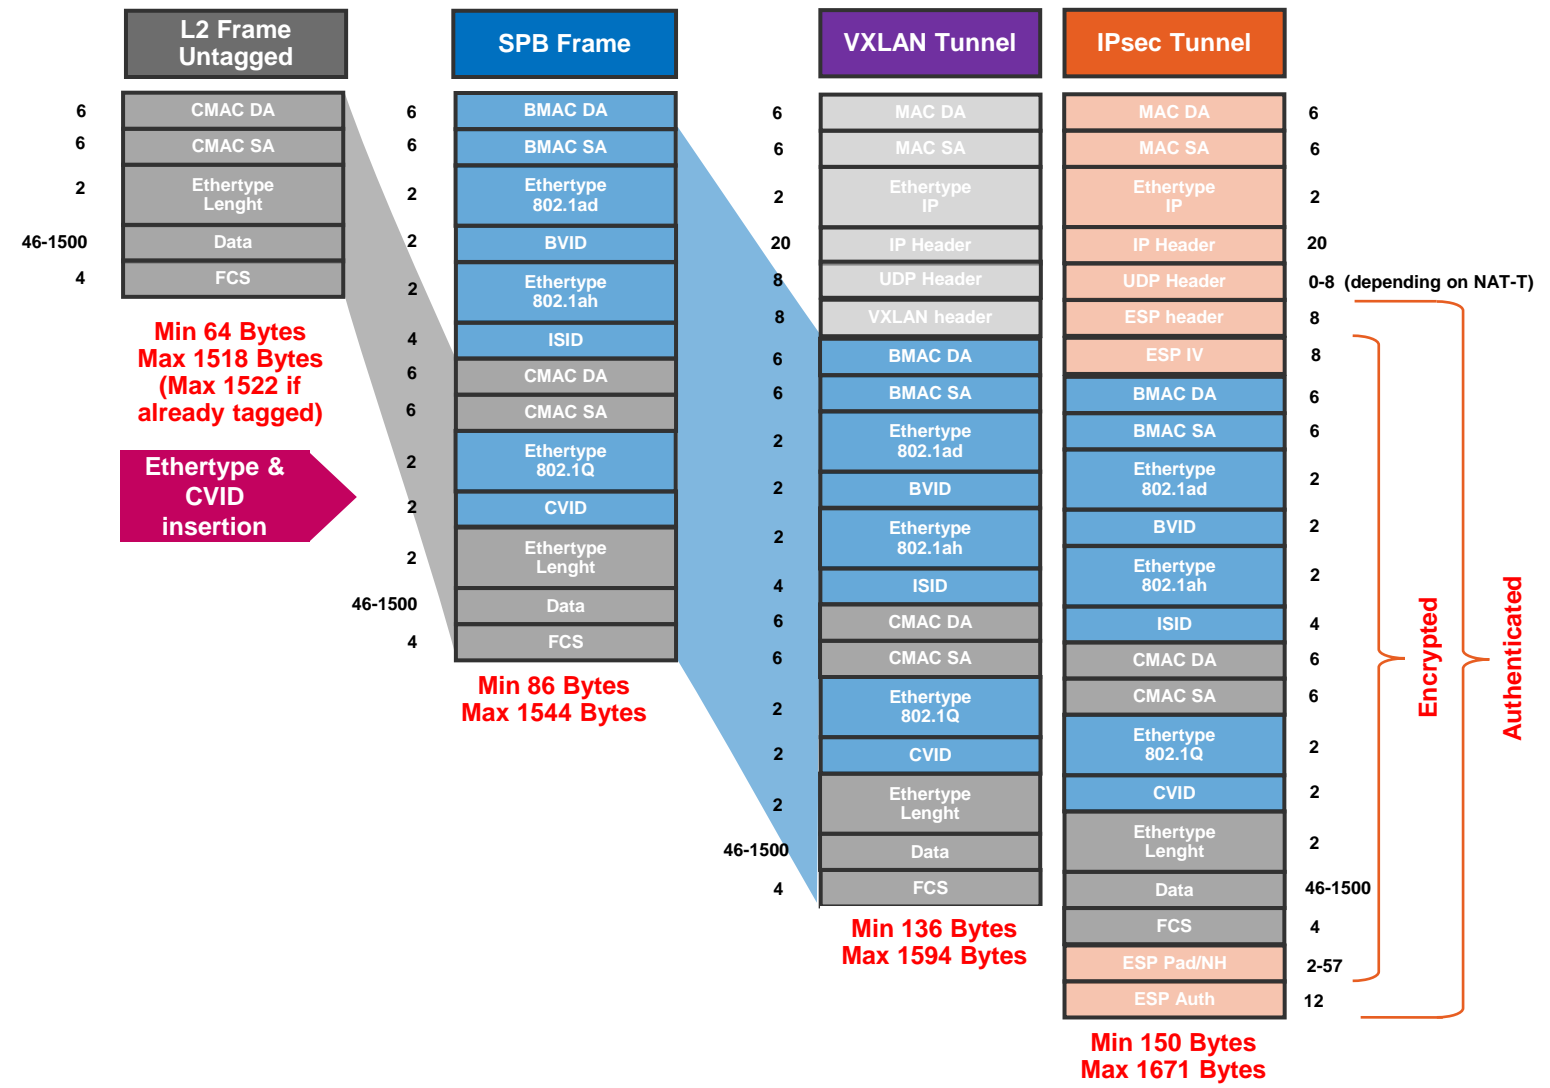 L2 Frame
Untagged
6
CMAC DA
6
CMAC SA
2
Ethertype
Lenght
46-1500
Data
4
FCS
Min 64 Bytes
Max 1518 Bytes
(Max 1522 if
already tagged)
Ethertype &
CVID
insertion
SPB Frame
6
BMAC DA
6
BMAC SA
2
Ethertype
802.1ad
2
BVID
2
Ethertype
802.1ah
4
ISID
6
CMAC DA
6
CMAC SA
2
Ethertype
802.1Q
2
CVID
2
Ethertype
Lenght
46-1500
Data
4
FCS
Min 86 Bytes
Max 1544 Bytes
VXLAN Tunnel
6
MAC DA
6
MAC SA
2
Ethertype
IP
20
IP Header
8
UDP Header
8
VXLAN header
6
BMAC DA
6
BMAC SA
2
Ethertype
802.1ad
2
BVID
2
Ethertype
802.1ah
4
ISID
6
CMAC DA
6
CMAC SA
2
Ethertype
802.1Q
2
CVID
2
Ethertype
Lenght
46-1500
Data
4
FCS
Min 136 Bytes
Max 1594 Bytes
IPsec Tunnel
MAC DA
6
MAC SA
6
Ethertype
IP
2
IP Header
20
UDP Header
0-8 (depending on NAT-T)
ESP header
8
ESP IV
8
BMAC DA
6
BMAC SA
6
Ethertype
802.1ad
2
BVID
2
Ethertype
802.1ah
2
ISID
4
CMAC DA
6
CMAC SA
6
Ethertype
802.1Q
2
CVID
2
Ethertype
Lenght
2
Data
46-1500
FCS
4
ESP Pad/NH
2-57
ESP Auth
12
Min 150 Bytes
Max 1671 Bytes
Encrypted
Authenticated